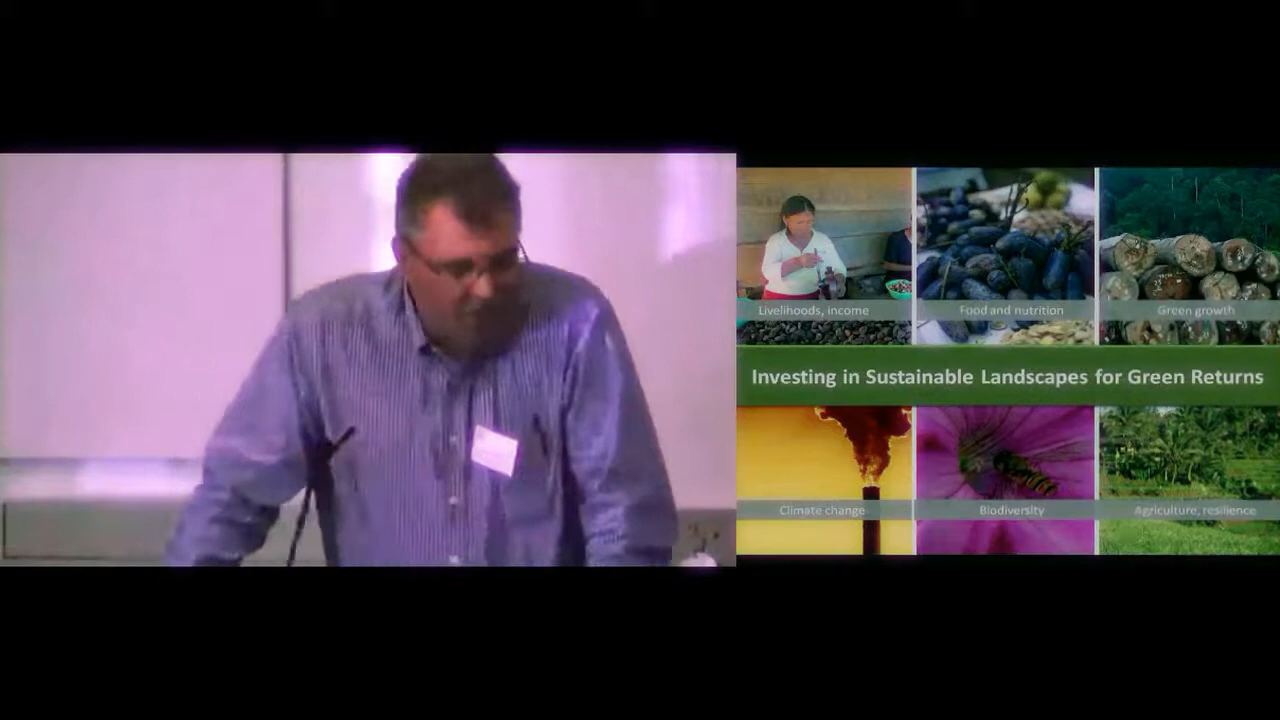 Livelihoods, income
Food and nutrition
Green growth
Investing in Sustainable Landscapes for Green Returns
Climate change
Biodiversity
Agriculture, resilience